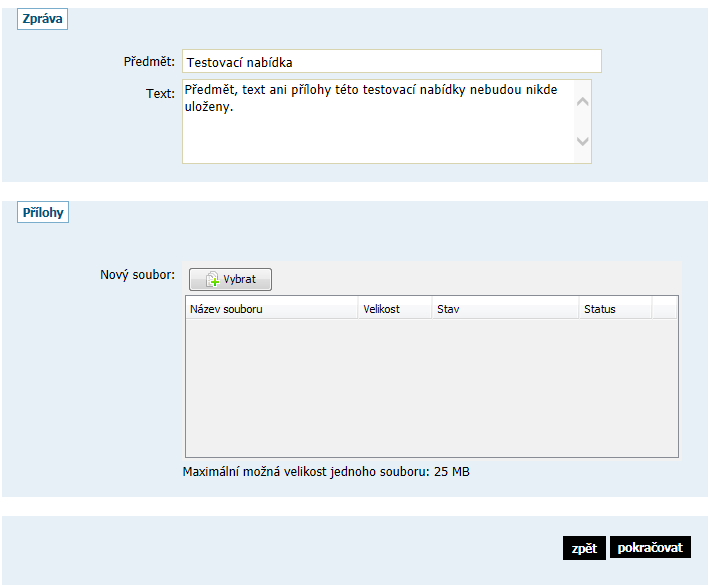 Zpráva
Předmět: Testovací nabídka
Text: Předmět, text ani přílohy této testovací nabídky nebudou nikde
uloženy.
Přílohy
Nový soubor: Vybrat
Název souboru Velikost Stav Status
Maximální možná velikost jednoho souboru: 25 MB
zpět pokračovat